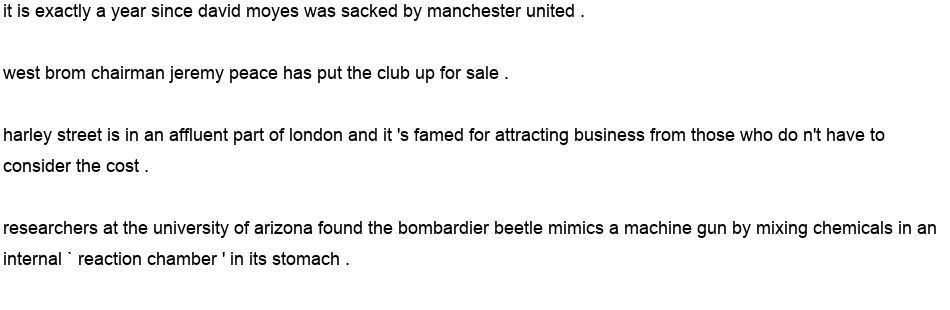 it is exactly a year since david moyes was sacked by manchester united .
west brom chairman jeremy peace has put the club up for sale .
harley street is in an affluent part of london and it 's famed for attracting business from those who do n't have to
consider the cost .
researchers at the university of arizona found the bombardier beetle mimics a machine gun by mixing chemicals in an
internal ` reaction chamber ' in its stomach .